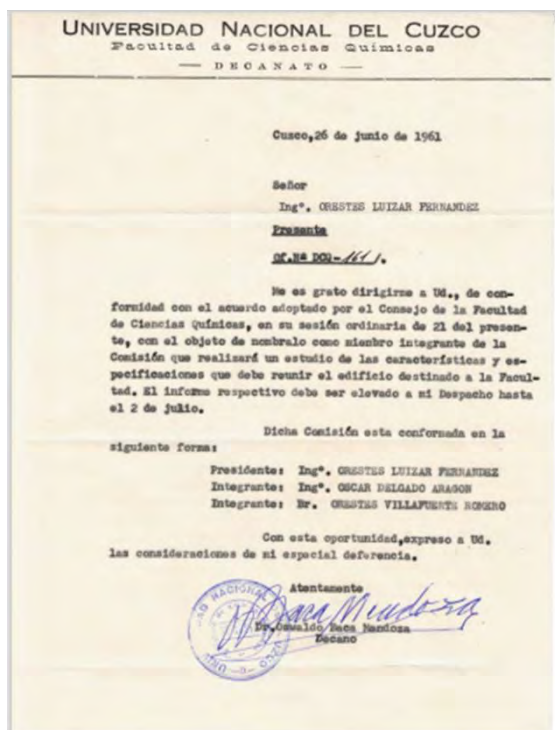 UNIVERSIDAD NACIONAL DEL CUZCO
Facultad de Ciencias Químicas
— DECANATO —
Cuzco,26 de junio de 1961
Señor
Ing°. ORESTES LUIZAR FERNANDEZ
Presente
Of.Nº DCQ-161.
Me es grato dirigirme a Ud., de con-
formidad con el acuerdo adoptado por el Consejo de la Facultad
de Ciencias Químicas, en su sesión ordinaria de 21 del presen-
te, con el objeto de nombralo como miembro integrante de la
Comisión que realizará un estudio de las características y es-
pecificaciones que debe reunir el edificio destinado a la Facul-
tad. El informe respectivo debe ser elevado a mi Despacho hasta
el 2 de julio.
Dicha Comisión esta conformada en la
siguiente forma:
Presidente: Ing°. ORESTES LUIZAR FERNANDEZ
Integrante: Ing°. OSCAR DELGADO ARAGON
Integrante: Br. ORESTES VILLAFUERTE ROMERO
Con esta oportunidad,expreso a Ud.
las consideraciones de mi especial deferencia.
Atentamente
Baca Mendoza
Dr.Oswaldo Baca Mendoza
Decano
NACIONAL
CUZCO